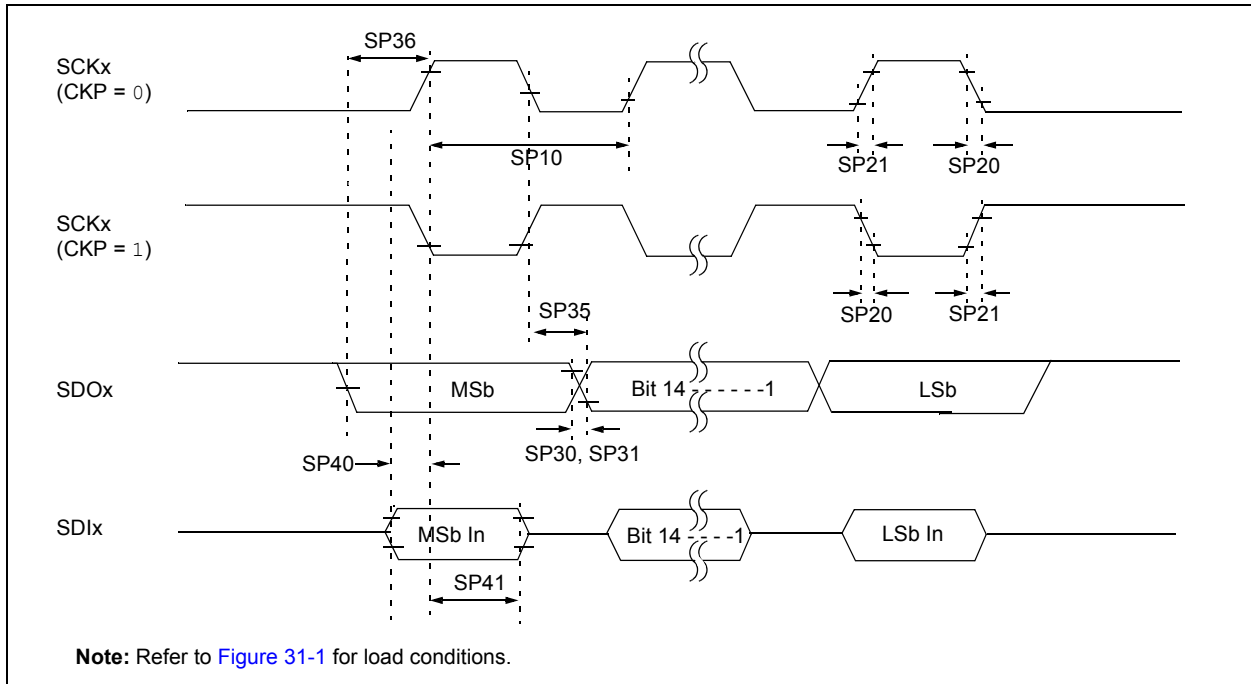 SP36
SCKx
(CKP = 0)
SP10
SP21
SP20
SCKx
(CKP = 1)
SP35
SP20
SP21
SDOx
MSb
Bit 14 - - - - - -1
LSb
SP40
SP30, SP31
SDIx
MSb In
Bit 14 - - - - -1
LSb In
SP41
Note: Refer to Figure 31-1 for load conditions.